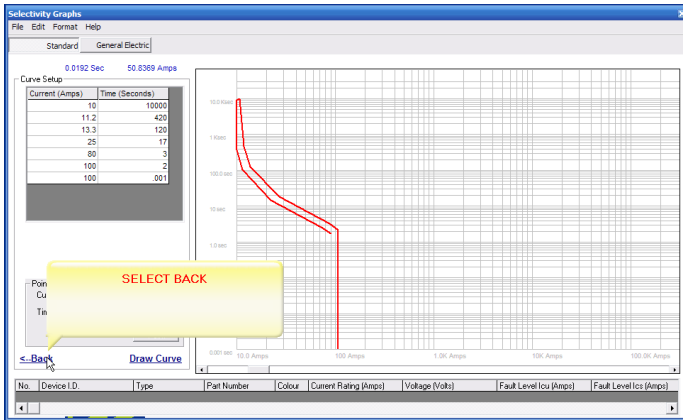 Selectivity Graphs
File Edit Format Help
Standard General Electric
0.0192 Sec 50.8369 Amps
Curve Setup
Current (Amps) Time (Seconds)
10 10000
11.2 420
13.3 120
25 17
80 3
100 2
100 .001
10.0 Ksec
1 Ksec
100.0 sec
10 sec
1.0 sec
SELECT BACK
<--Back Draw Curve
0.001 sec 10.0 Amps 100 Amps 1.0K Amps 10K Amps 100.0K Amps
No. Device I.D. Type Part Number Colour Current Rating (Amps) Voltage (Volts) Fault Level Icu (Amps) Fault Level Ics (Amps)